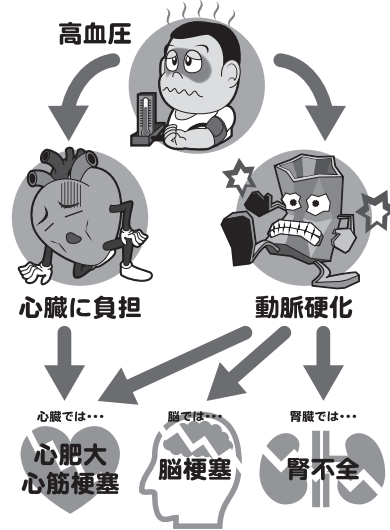 高血圧
心臓に負担
動脈硬化
心臓では・・・
心肥大
心筋梗塞
脳では・・・
脳梗塞
腎臓では・・・
腎不全